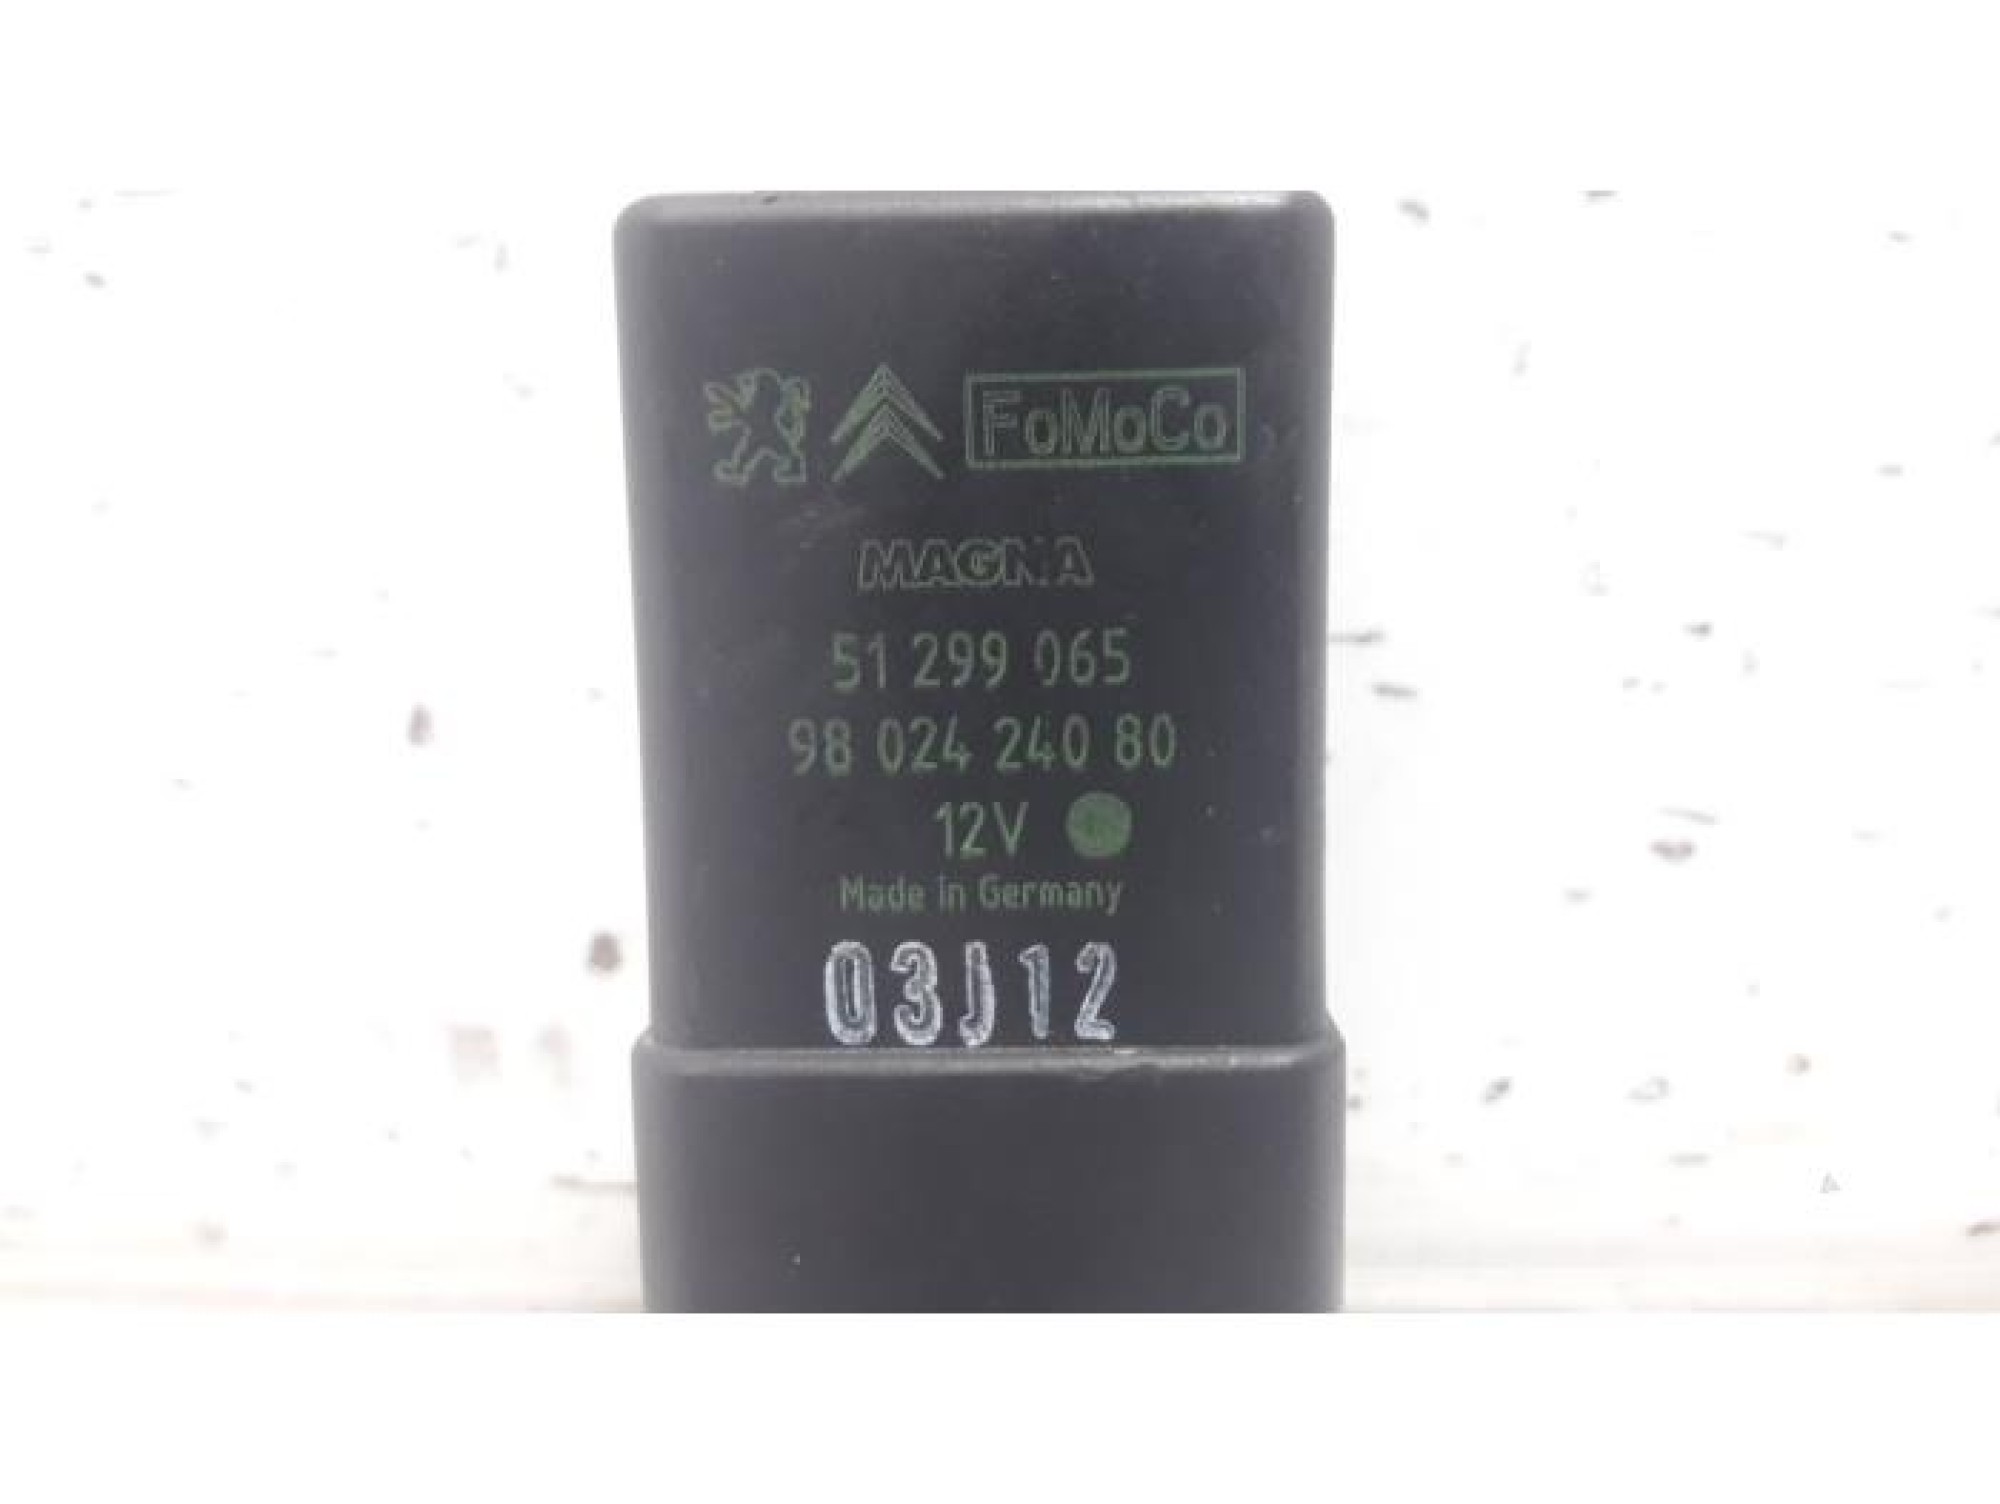 FoMoCo
MAGNA
51 299 065
98 024 240 80
12V
Made in Germany
03J12